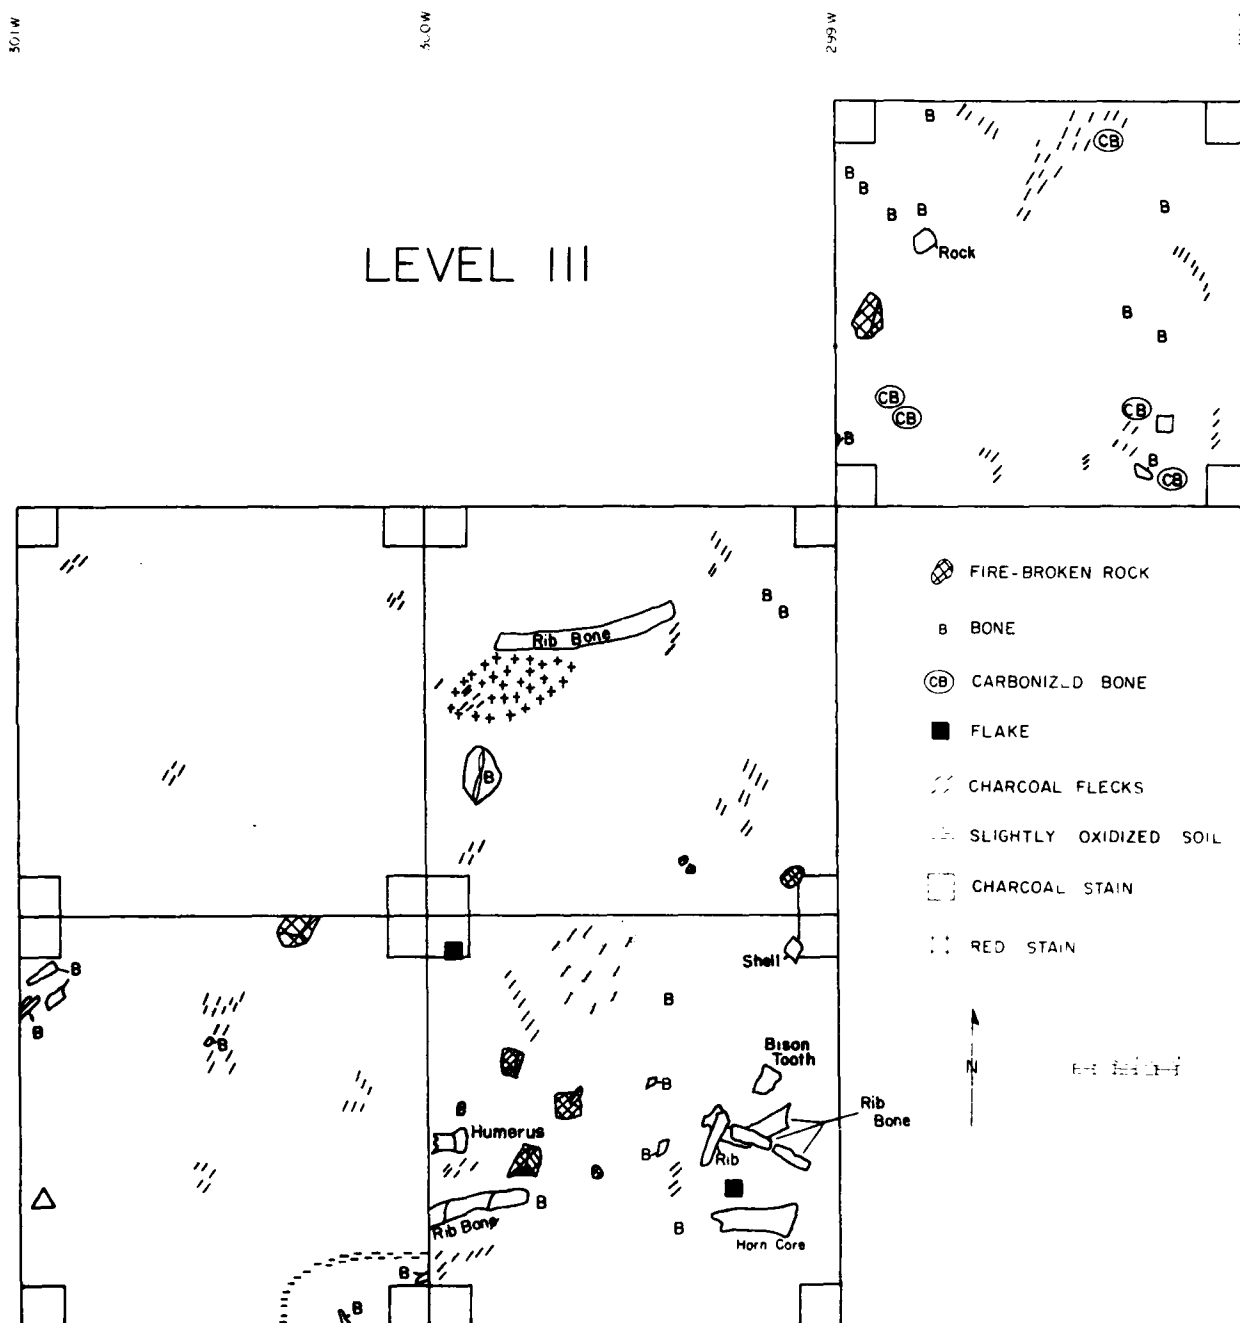 301W
299W
B
CB
B
B
B
B
B
Rock
LEVEL III
B
B
CB
CB
CB
B
B
CB
FIRE-BROKEN ROCK
B
B
Rib Bone
B BONE
CB CARBONIZED BONE
FLAKE
B
CHARCOAL FLECKS
SLIGHTLY OXIDIZED SOIL
CHARCOAL STAIN
RED STAIN
Shell
B
B
B
B
Bison
Tooth
N
B
Rib
Bone
Humerus
B
Rib
B
Rib Bone
B
Horn Core
B
B